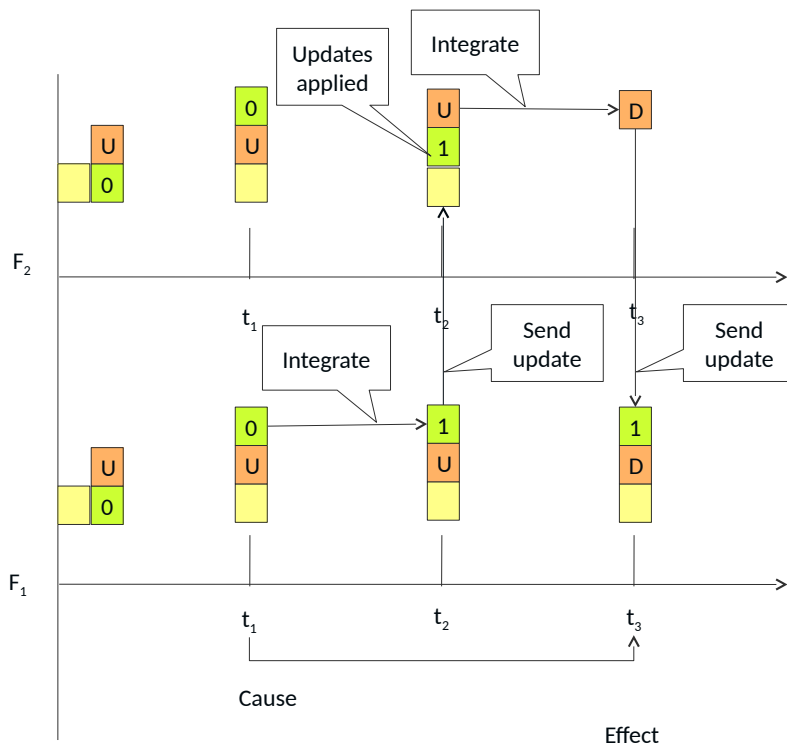 Updates
applied
Integrate
0
U
D
U
U
1
0
F2
t1
t2
t3
Send
update
Send
update
Integrate
0
1
1
U
U
U
D
0
F1
t1
t2
t3
Cause
Effect